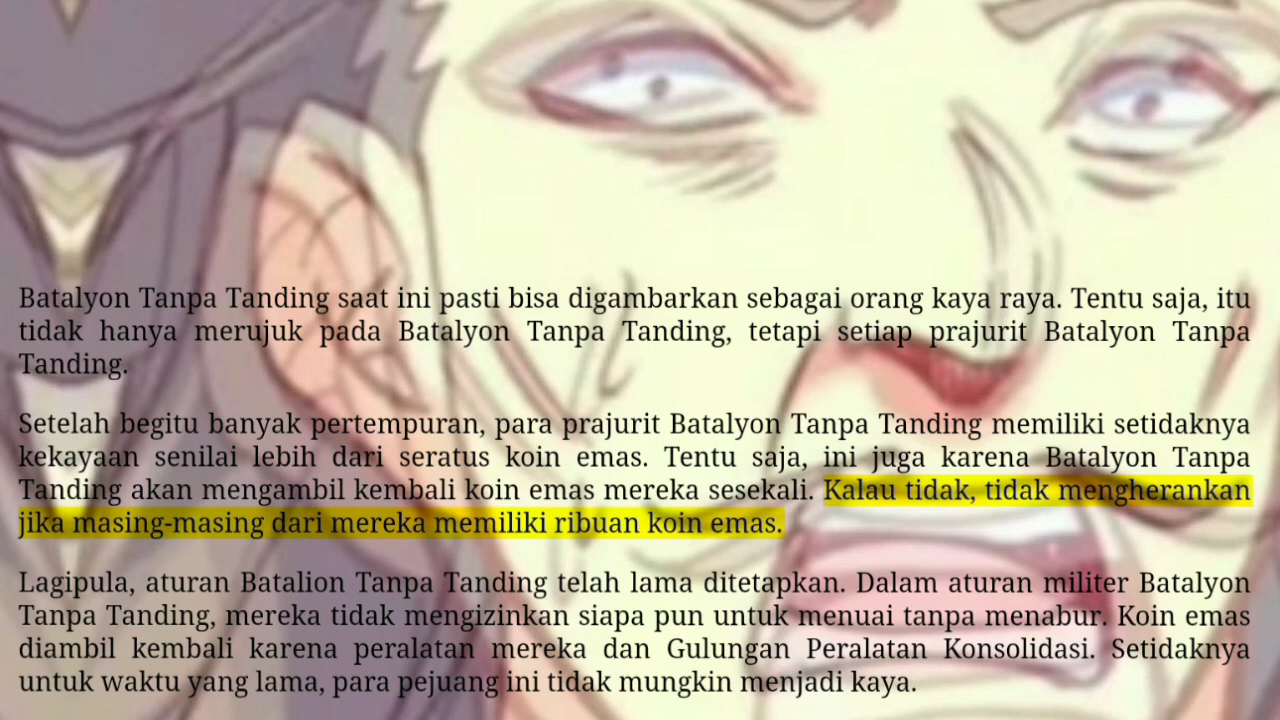 Batalyon Tanpa Tanding saat ini pasti bisa digambarkan sebagai orang kaya raya. Tentu saja, itu
tidak hanya merujuk pada Batalyon Tanpa Tanding, tetapi setiap prajurit Batalyon Tanpa
Tanding.
Setelah begitu banyak pertempuran, para prajurit Batalyon Tanpa Tanding memiliki setidaknya
kekayaan senilai lebih dari seratus koin emas. Tentu saja, ini juga karena Batalyon Tanpa
Tanding akan mengambil kembali koin emas mereka sesekali. Kalau tidak, tidak mengherankan
jika masing-masing dari mereka memiliki ribuan koin emas.
Lagipula, aturan Batalion Tanpa Tanding telah lama ditetapkan. Dalam aturan militer Batalyon
Tanpa Tanding, mereka tidak mengizinkan siapa pun untuk menuai tanpa menabur. Koin emas
diambil kembali karena peralatan mereka dan Gulungan Peralatan Konsolidasi. Setidaknya
untuk waktu yang lama, para pejuang ini tidak mungkin menjadi kaya.